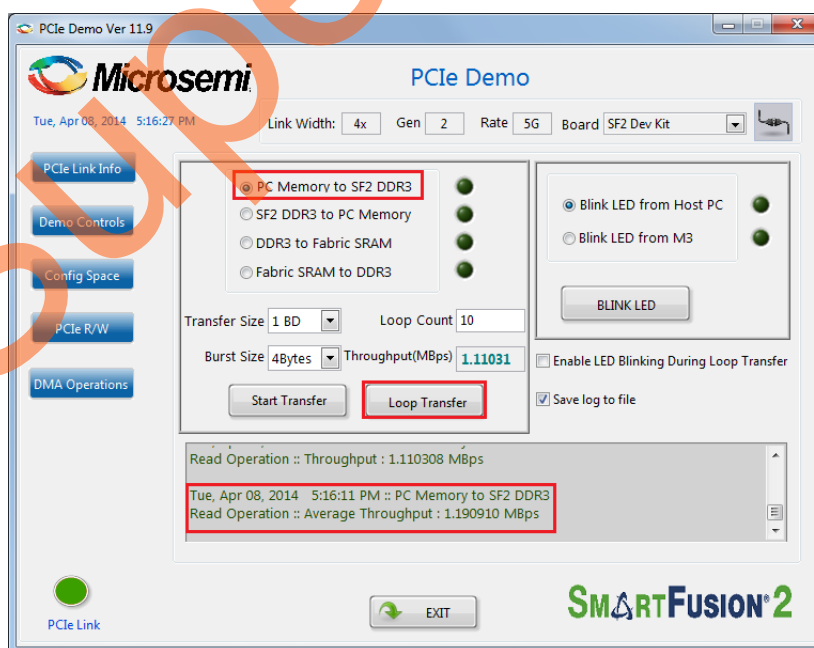 PCIe Demo Ver 11.9
Microsemi
PCIe Demo
Tue, Apr 08, 2014 5:16:27 PM
Link Width: 4x Gen 2 Rate 5G Board SF2 Dev Kit
PCIe Link Info
Demo Controls
Config Space
PCIe R/W
DMA Operations
PC Memory to SF2 DDR3
SF2 DDR3 to PC Memory
DDR3 to Fabric SRAM
Fabric SRAM to DDR3
Transfer Size 1 BD Loop Count 10
Burst Size 4Bytes Throughput(MBps) 1.11031
Start Transfer Loop Transfer
Blink LED from Host PC
Blink LED from M3
BLINK LED
Enable LED Blinking During Loop Transfer
Save log to file
Read Operation :: Throughput : 1.110308 MBps
Tue, Apr 08, 2014 5:16:11 PM :: PC Memory to SF2 DDR3
Read Operation :: Average Throughput : 1.190910 MBps
PCIe Link
EXIT
SMARTFUSION®2